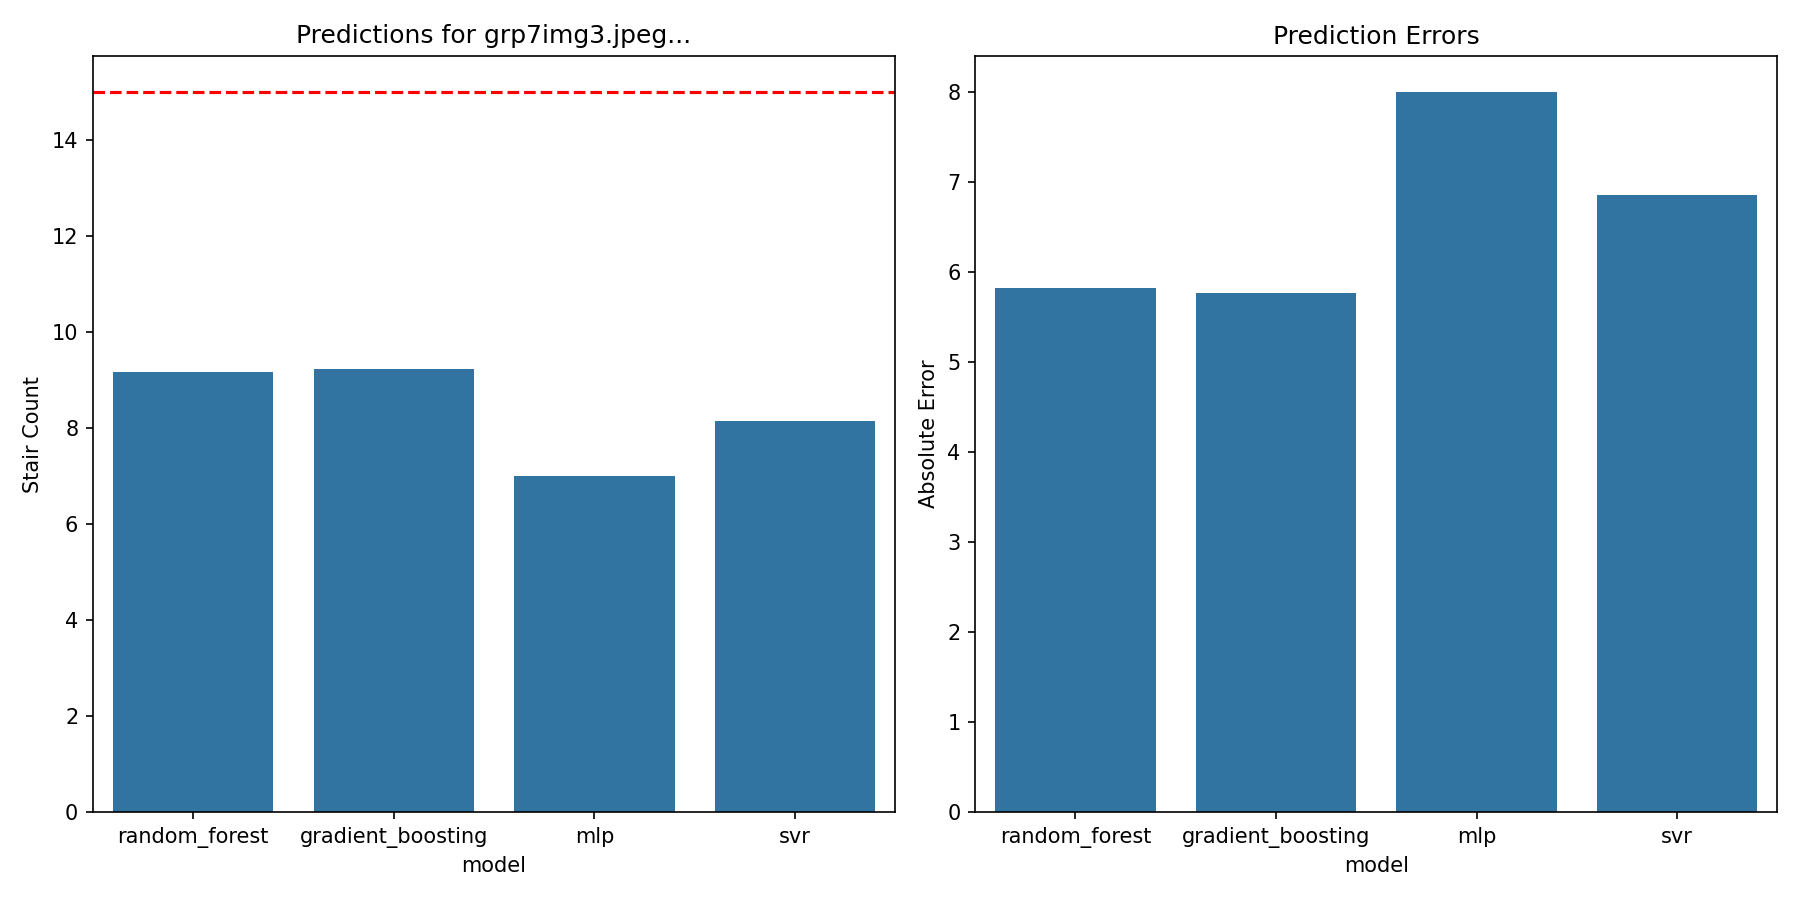 Predictions for grp7img3.jpeg...
Stair Count
14
12
10
8
6
4
2
0
random_forest gradient_boosting mlp svr
model
Prediction Errors
Absolute Error
8
7
6
5
4
3
2
1
0
random_forest gradient_boosting mlp svr
model